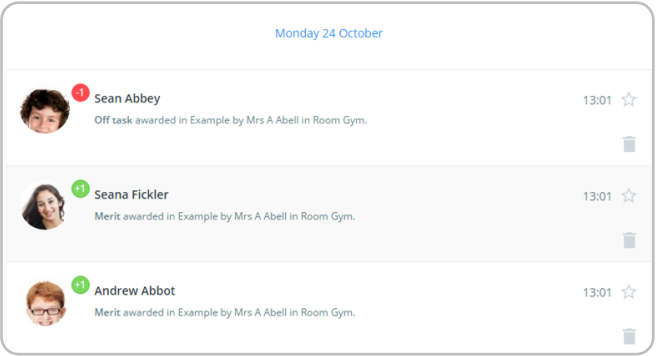 Monday 24 October
-1
Sean Abbey
13:01
Off task awarded in Example by Mrs A Abell in Room Gym.
+1
Seana Fickler
13:01
Merit awarded in Example by Mrs A Abell in Room Gym.
+1
Andrew Abbot
13:01
Merit awarded in Example by Mrs A Abell in Room Gym.